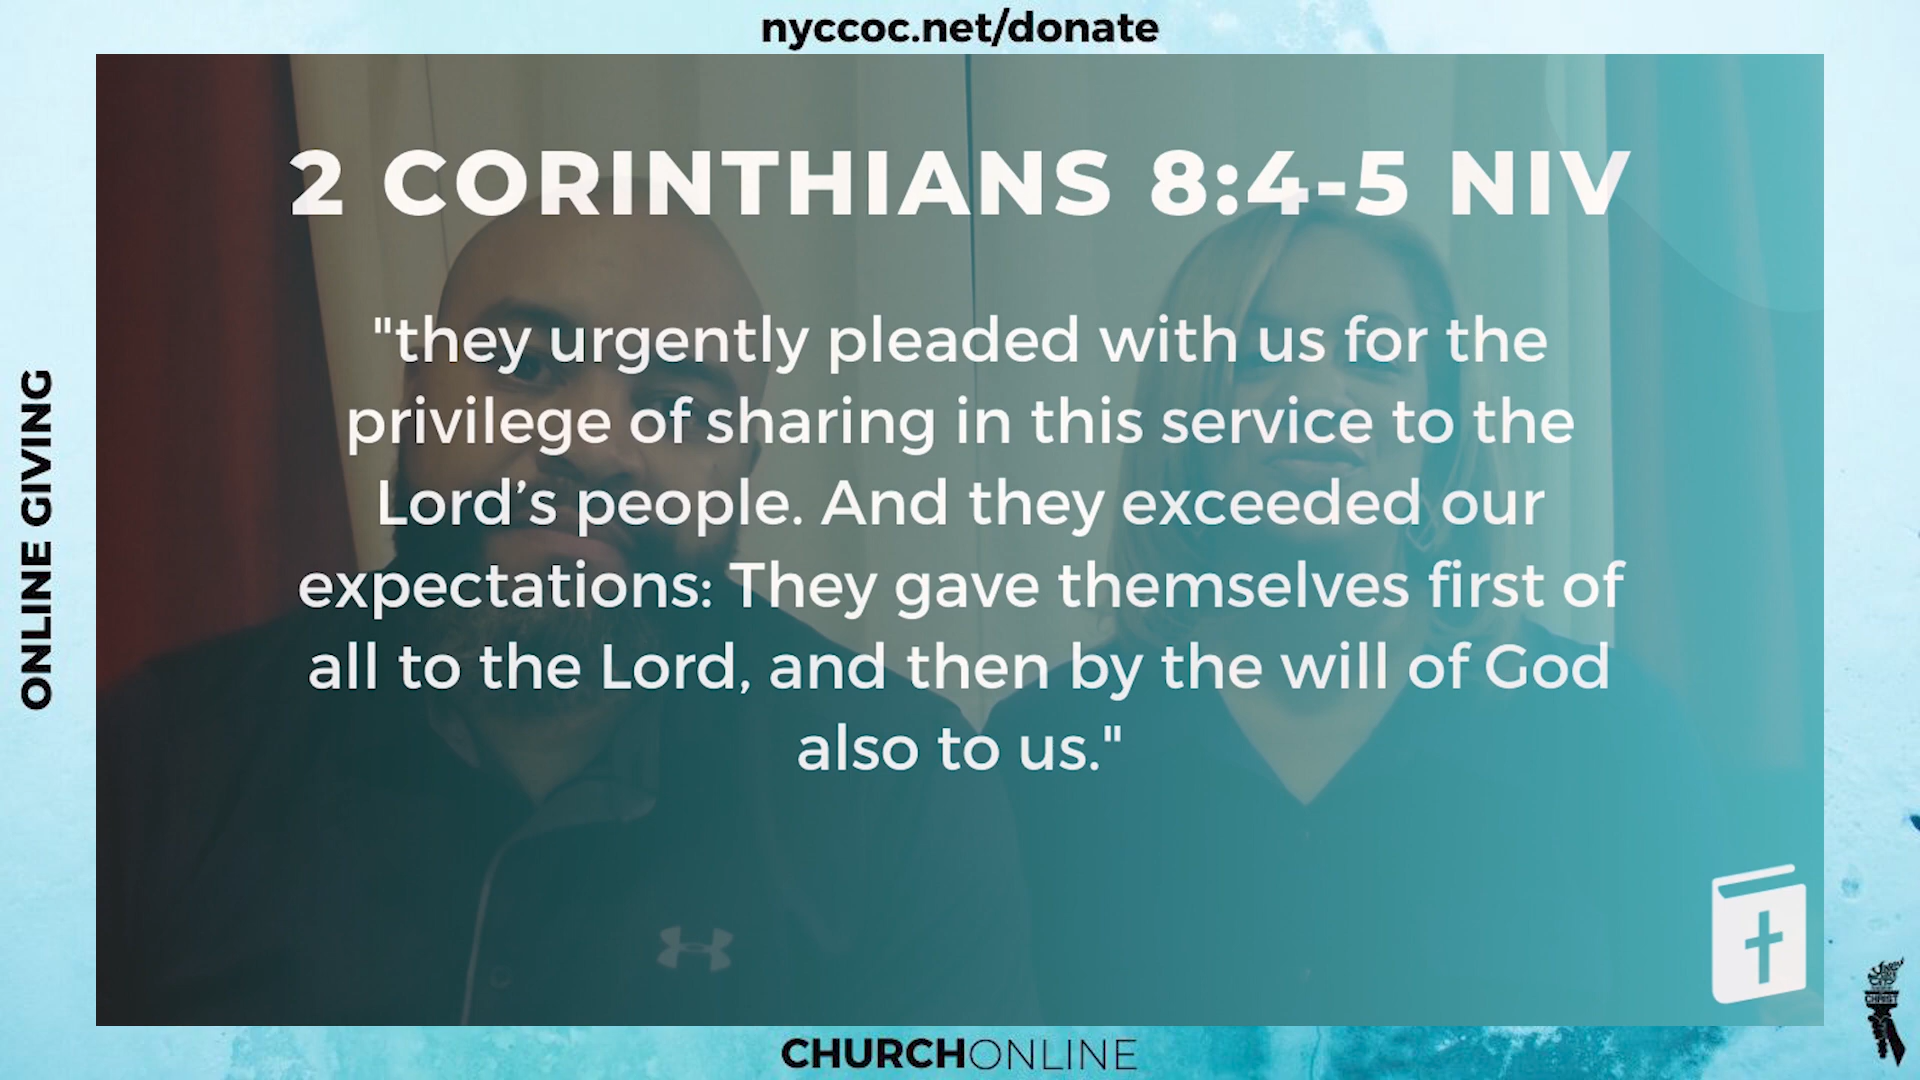 nyccoc.net/donate
2 CORINTHIANS 8:4-5 NIV
"they urgently pleaded with us for the
privilege of sharing in this service to the
Lord’s people. And they exceeded our
expectations: They gave themselves first of
all to the Lord, and then by the will of God
also to us."
ONLINE GIVING
CHURCHONLINE
CHRIST